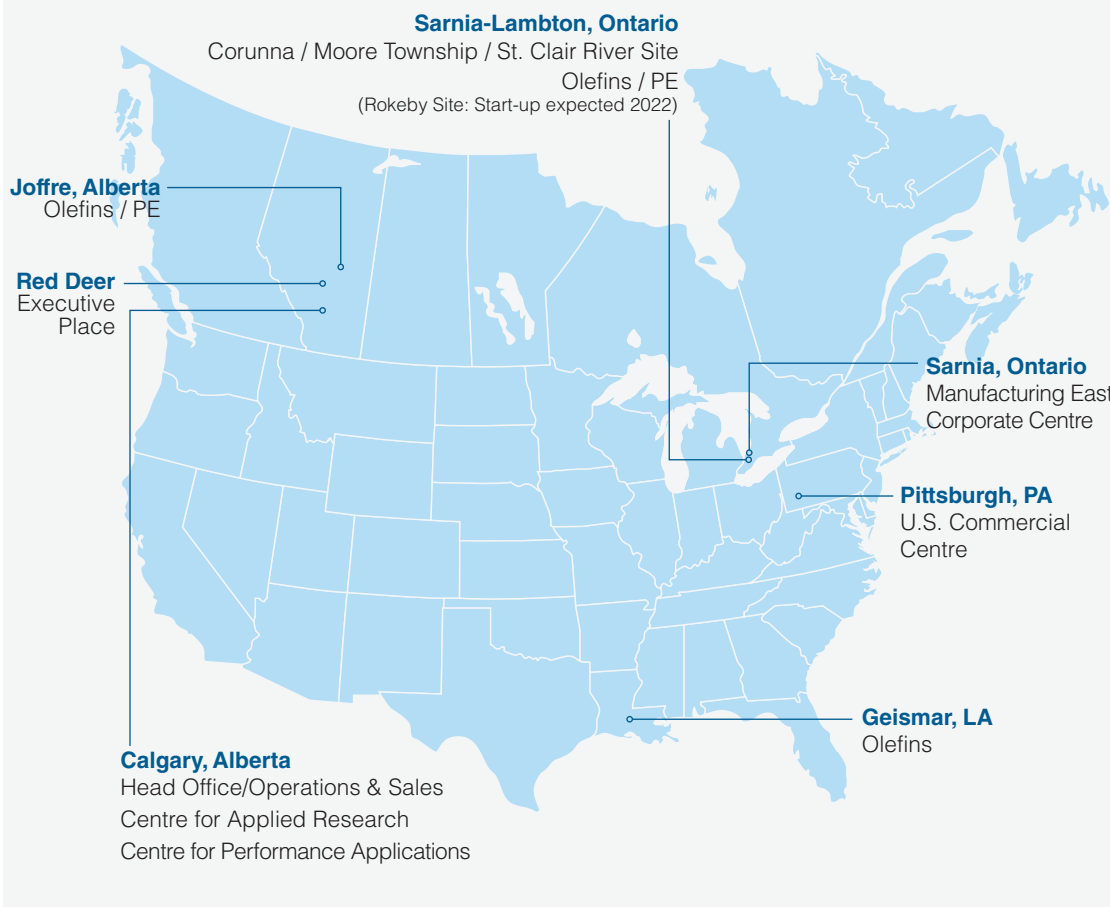 Sarnia-Lambton, Ontario
Corunna / Moore Township / St. Clair River Site
Olefins / PE
(Rokeby Site: Start-up expected 2022)
Joffre, Alberta
Olefins / PE
Red Deer
Executive
Place
Sarnia, Ontario
Manufacturing East
Corporate Centre
Pittsburgh, PA
U.S. Commercial
Centre
Geismar, LA
Olefins
Calgary, Alberta
Head Office/Operations & Sales
Centre for Applied Research
Centre for Performance Applications